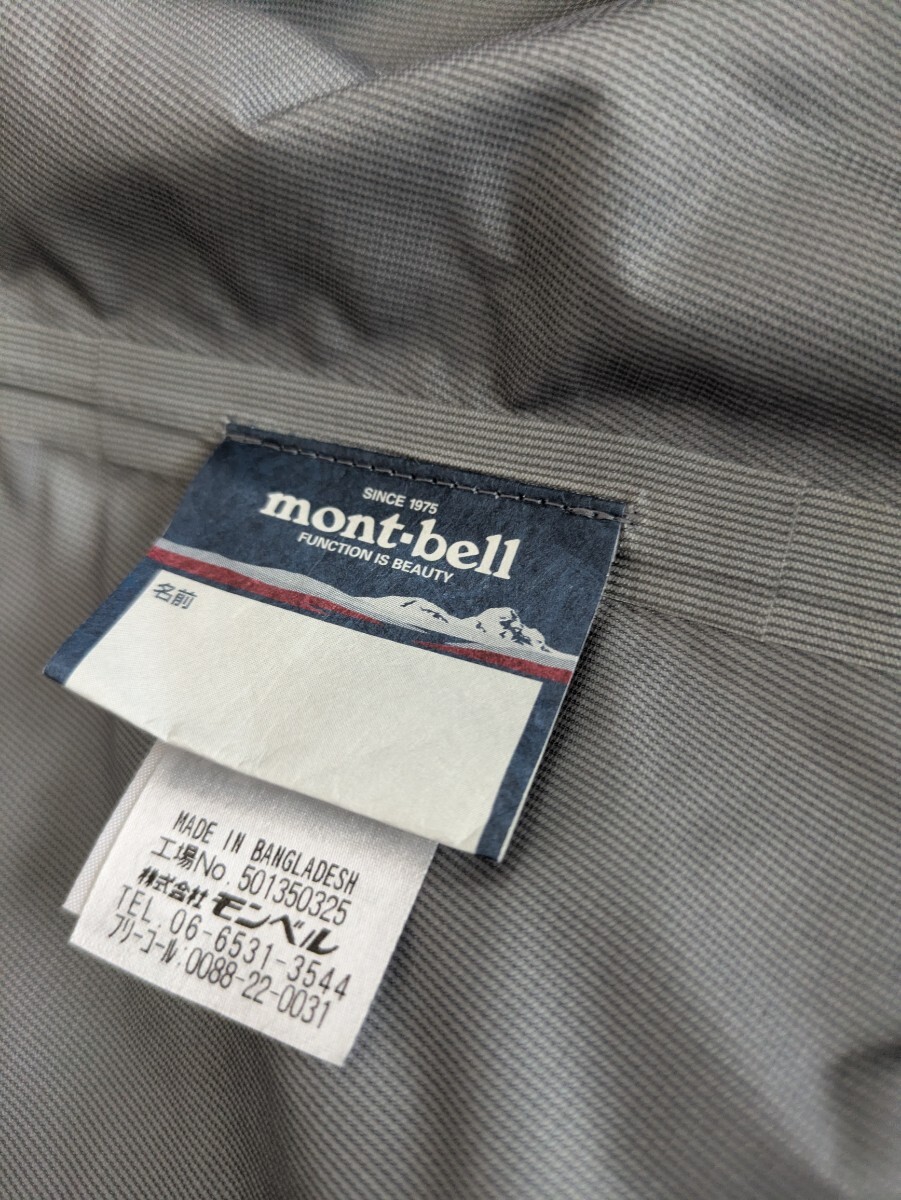 SINCE 1975
mont·bell
FUNCTION IS BEAUTY
名前
MADE IN BANGLADESH
工場No. 501350325
株式会社 モンベル
TEL. 06-6531-3544
フリーコール:0088-22-0031